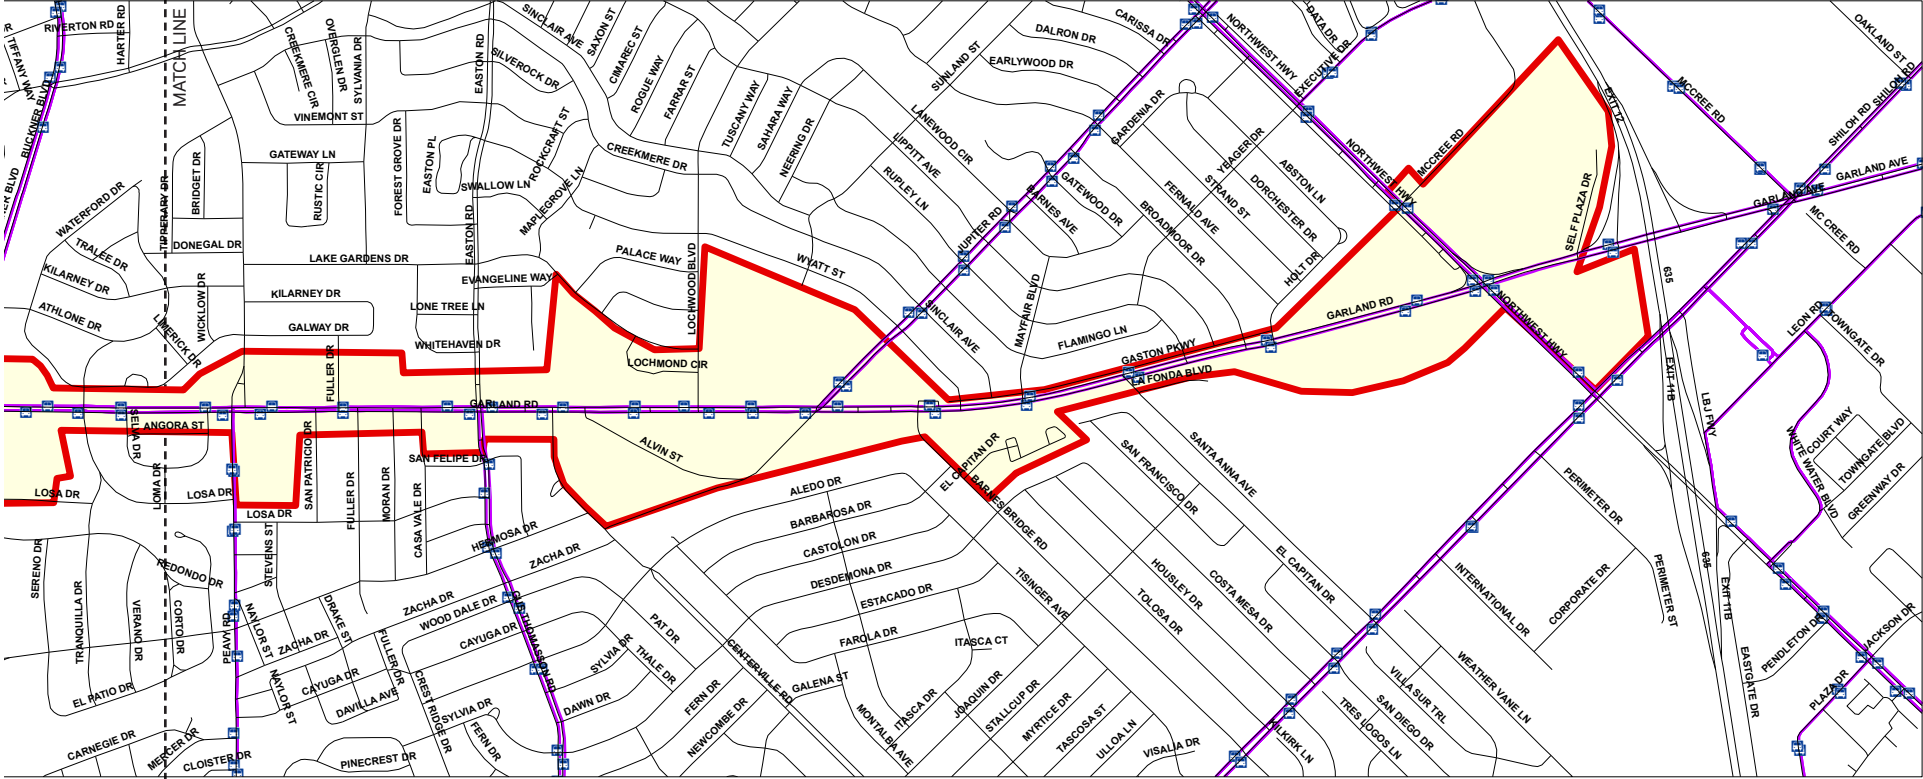 RIVERTON RD
HARTER RD
MATCH LINE
TIFFANY WAY
BUCKNER BLVD
CREEKMERE CIR
OVERGLEN DR
SYLVANIA DR
VINEMONT ST
EASTON RD
SINCLAIR AVE
SAXON ST
SILVEROCK DR
CIMAREC ST
ROGUE WAY
FARRAR ST
TUSCANY WAY
SAHARA WAY
NEERING DR
SUNLAND ST
DALRON DR
EARLYWOOD DR
CARISSA DR
NORTHWEST HWY
DATA DR
EXECUTIVE DR
EXIT 12
MCCREE RD
OAKLAND ST
SHILOH RD
SHILOH RD
GARLAND AVE
GARLAND AVE
MC CREE RD
BRIDGET DR
GATEWAY LN
RUSTIC CIR
FOREST GROVE DR
EASTON PL
SWALLOW LN
ROCKCRAFT ST
MAPLEGROVE LN
CREEKMERE DR
LANEWOOD CIR
LIPPITT AVE
RUPLEY LN
GARDENIA DR
YEAGER DR
ABSTON LN
DORCHESTER DR
STRAND ST
FERNALD AVE
BROADMOOR DR
GATEWOOD DR
BARNES AVE
JUPITER RD
HOLT DR
NORTHWEST HWY
MCCREE RD
SELF PLAZA DR
WATERFORD DR
TIPPERARY DR
TRALEE DR
DONEGAL DR
KILARNEY DR
ATHLONE DR
LIMERICK DR
WICKLOW DR
KILARNEY DR
LAKE GARDENS DR
GALWAY DR
FULLER DR
LONE TREE LN
WHITEHAVEN DR
EASTON RD
EVANGELINE WAY
PALACE WAY
LOCHWOOD BLVD
LOCHMOND CIR
WYATT ST
SINCLAIR AVE
MAYFAIR BLVD
FLAMINGO LN
GASTON PKWY
LA FONDA BLVD
GARLAND RD
NORTHWEST HWY
635
EXIT 11B
LBJ FWY
LEON RD
TOWNGATE DR
COURT WAY
TOWNGATE BLVD
GREENWAY DR
WHITE WATER BLVD
GARLAND RD
ANGORA ST
SELVA DR
LOMA DR
LOSA DR
LOSA DR
LOSA DR
SAN PATRICIO DR
FULLER DR
MORAN DR
CASA VALE DR
SAN FELIPE DR
ALVIN ST
EL CAPITAN DR
BARNES BRIDGE RD
SAN FRANCISCO DR
SANTA ANNA AVE
PERIMETER DR
PERIMETER ST
INTERNATIONAL DR
CORPORATE DR
635
EXIT 11B
EASTGATE DR
PENDLETON DR
JACKSON DR
PLAZA DR
SERENO DR
TRANQUILLA DR
VERANO DR
CORTO DR
REDONDO DR
EL PATIO DR
CARNEGIE DR
MERCER DR
CLOISTER DR
PEAVY RD
STEVENS ST
NAYLOR ST
NAYLOR ST
ZACHA DR
DRAKE ST
CAYUGA DR
DAVILLA AVE
FULLER DR
PINECREST DR
CREST RIDGE DR
HERMOSA DR
ZACHA DR
ZACHA DR
WOOD DALE DR
CAYUGA DR
SYLVIA DR
FERN DR
GUS THOMASSON RD
SYLVIA DR
DAWN DR
PAT DR
THALE DR
FERN DR
NEWCOMBE DR
CENTERVILLE RD
ALEDO DR
BARBAROSA DR
CASTOLON DR
DESDEMONA DR
ESTACADO DR
FAROLA DR
GALENA ST
MONTALBA AVE
ITASCA CT
ITASCA DR
JOAQUIN DR
STALLCUP DR
MYRTICE DR
TASCOSA ST
ULLOA LN
VISALIA DR
TISINGER AVE
TOLOSA DR
HOUSLEY DR
COSTA MESA DR
EL CAPITAN DR
KILKIRK LN
TRES LOGOS LN
SAN DIEGO DR
VILLA SUR TRL
WEATHER VANE LN